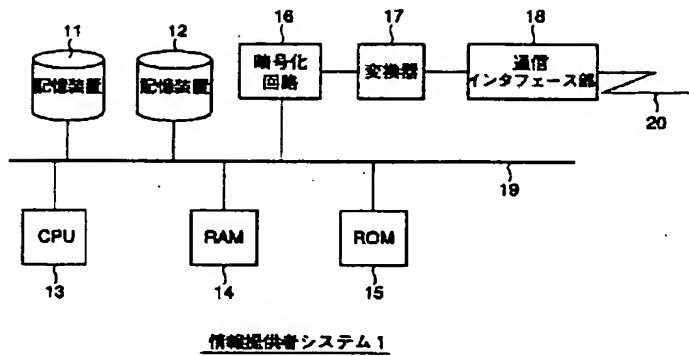 11
12
16
17
18
記憶装置
記憶装置
暗号化
回路
変換器
通信
インタフェース部
20
19
CPU
RAM
ROM
13
14
15
情報提供者システム1